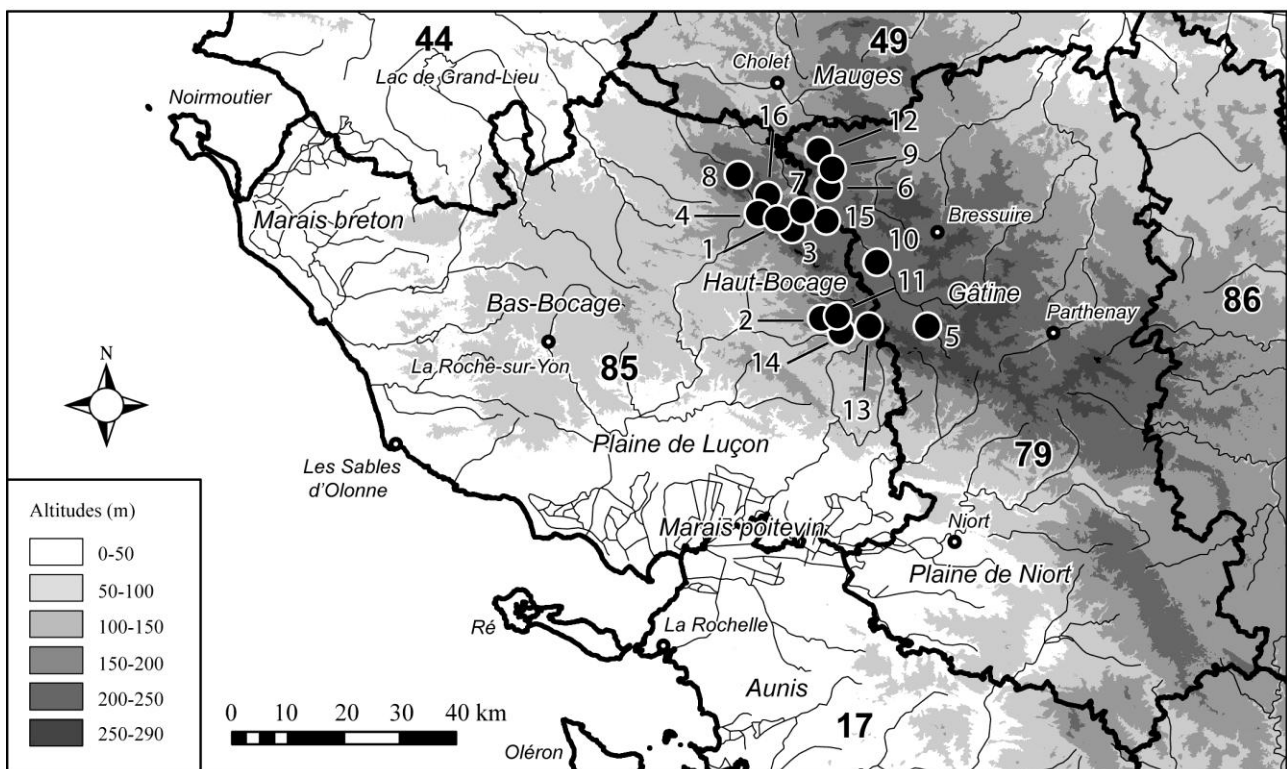 44
49
Cholet
Mauges
Lac de Grand-Lieu
Noirmoutier
16
12
9
8
7
6
4
15
Bressuire
Marais breton
1
3
10
Haut-Bocage
11
Gâtine
86
Bas-Bocage
2
Parthenay
5
N
La Roche-sur-Yon
85
14
13
Plaine de Luçon
79
Les Sables
d'Olonne
Altitudes (m)
0-50
50-100
100-150
150-200
200-250
250-290
Marais poitevin
Niort
Plaine de Niort
Ré
La Rochelle
Aunis
0 10 20 30 40 km
17
Oléron